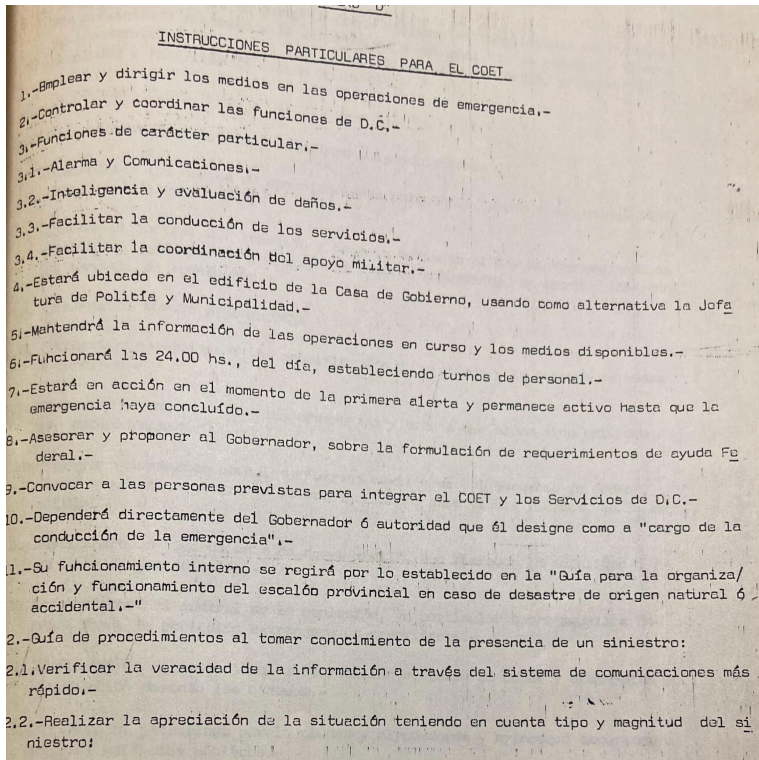 INSTRUCCIONES PARTICULARES PARA EL COET
1.-Emplear y dirigir los medios en las operaciones de emergencia.-
2.-Controlar y coordinar las funciones de D.C.-
3.-Funciones de carácter particular.-
3.1.-Alarma y Comunicaciones.-
3.2.-Inteligencia y evaluación de daños.-
3.3.-Facilitar la conducción de los servicios.-
3.4.-Facilitar la coordinación del apoyo militar.-
4.-Estará ubicado en el edificio de la Casa de Gobierno, usando como alternativa la Jefa
tura de Policía y Municipalidad.-
5.-Mantendrá la información de las operaciones en curso y los medios disponibles.-
6.-Funcionará las 24.00 hs., del día, estableciendo turnos de personal.-
7.-Estará en acción en el momento de la primera alerta y permanece activo hasta que la
emergencia haya concluído.-
8.-Asesorar y proponer al Gobernador, sobre la formulación de requerimientos de ayuda Fe
deral.-
9.-Convocar a las personas previstas para integrar el COET y los Servicios de D.C.-
10.-Dependerá directamente del Gobernador ó autoridad que él designe como a "cargo de la
conducción de la emergencia".-
1.-Su funcionamiento interno se regirá por lo establecido en la "Guía para la organiza/
ción y funcionamiento del escalón provincial en caso de desastre de origen natural ó
accidental.-"
2.-Guía de procedimientos al tomar conocimiento de la presencia de un siniestro:
2.1.Verificar la veracidad de la información a través del sistema de comunicaciones más
rápido.-
2.2.-Realizar la apreciación de la situación teniendo en cuenta tipo y magnitud del si
niestro: